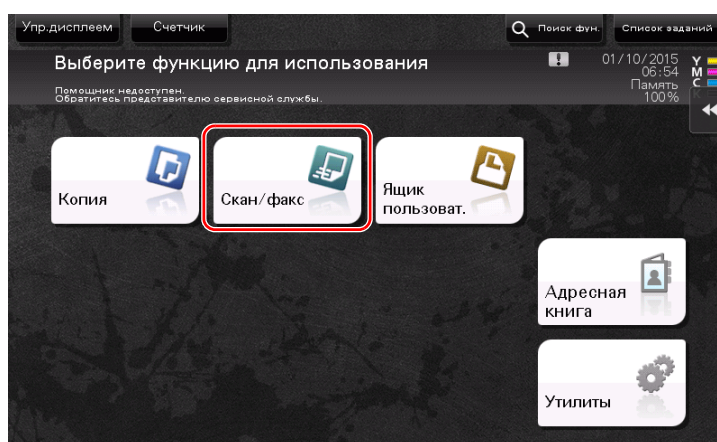 Упр.дисплеем
Счетчик
Поиск фун.
Список заданий
Выберите функцию для использования
Помощник недоступен.
Обратитесь представителю сервисной службы.
01/10/2015
06:54
Память
100%
Y
M
C
K
Копия
Скан/факс
Ящик
пользоват.
Адресная
книга
Утилиты